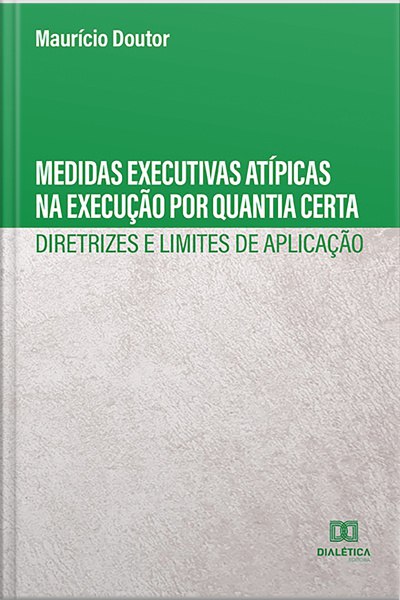 Maurício Doutor
MEDIDAS EXECUTIVAS ATÍPICAS
NA EXECUÇÃO POR QUANTIA CERTA
DIRETRIZES E LIMITES DE APLICAÇÃO
DIALÉTICA
EDITORA